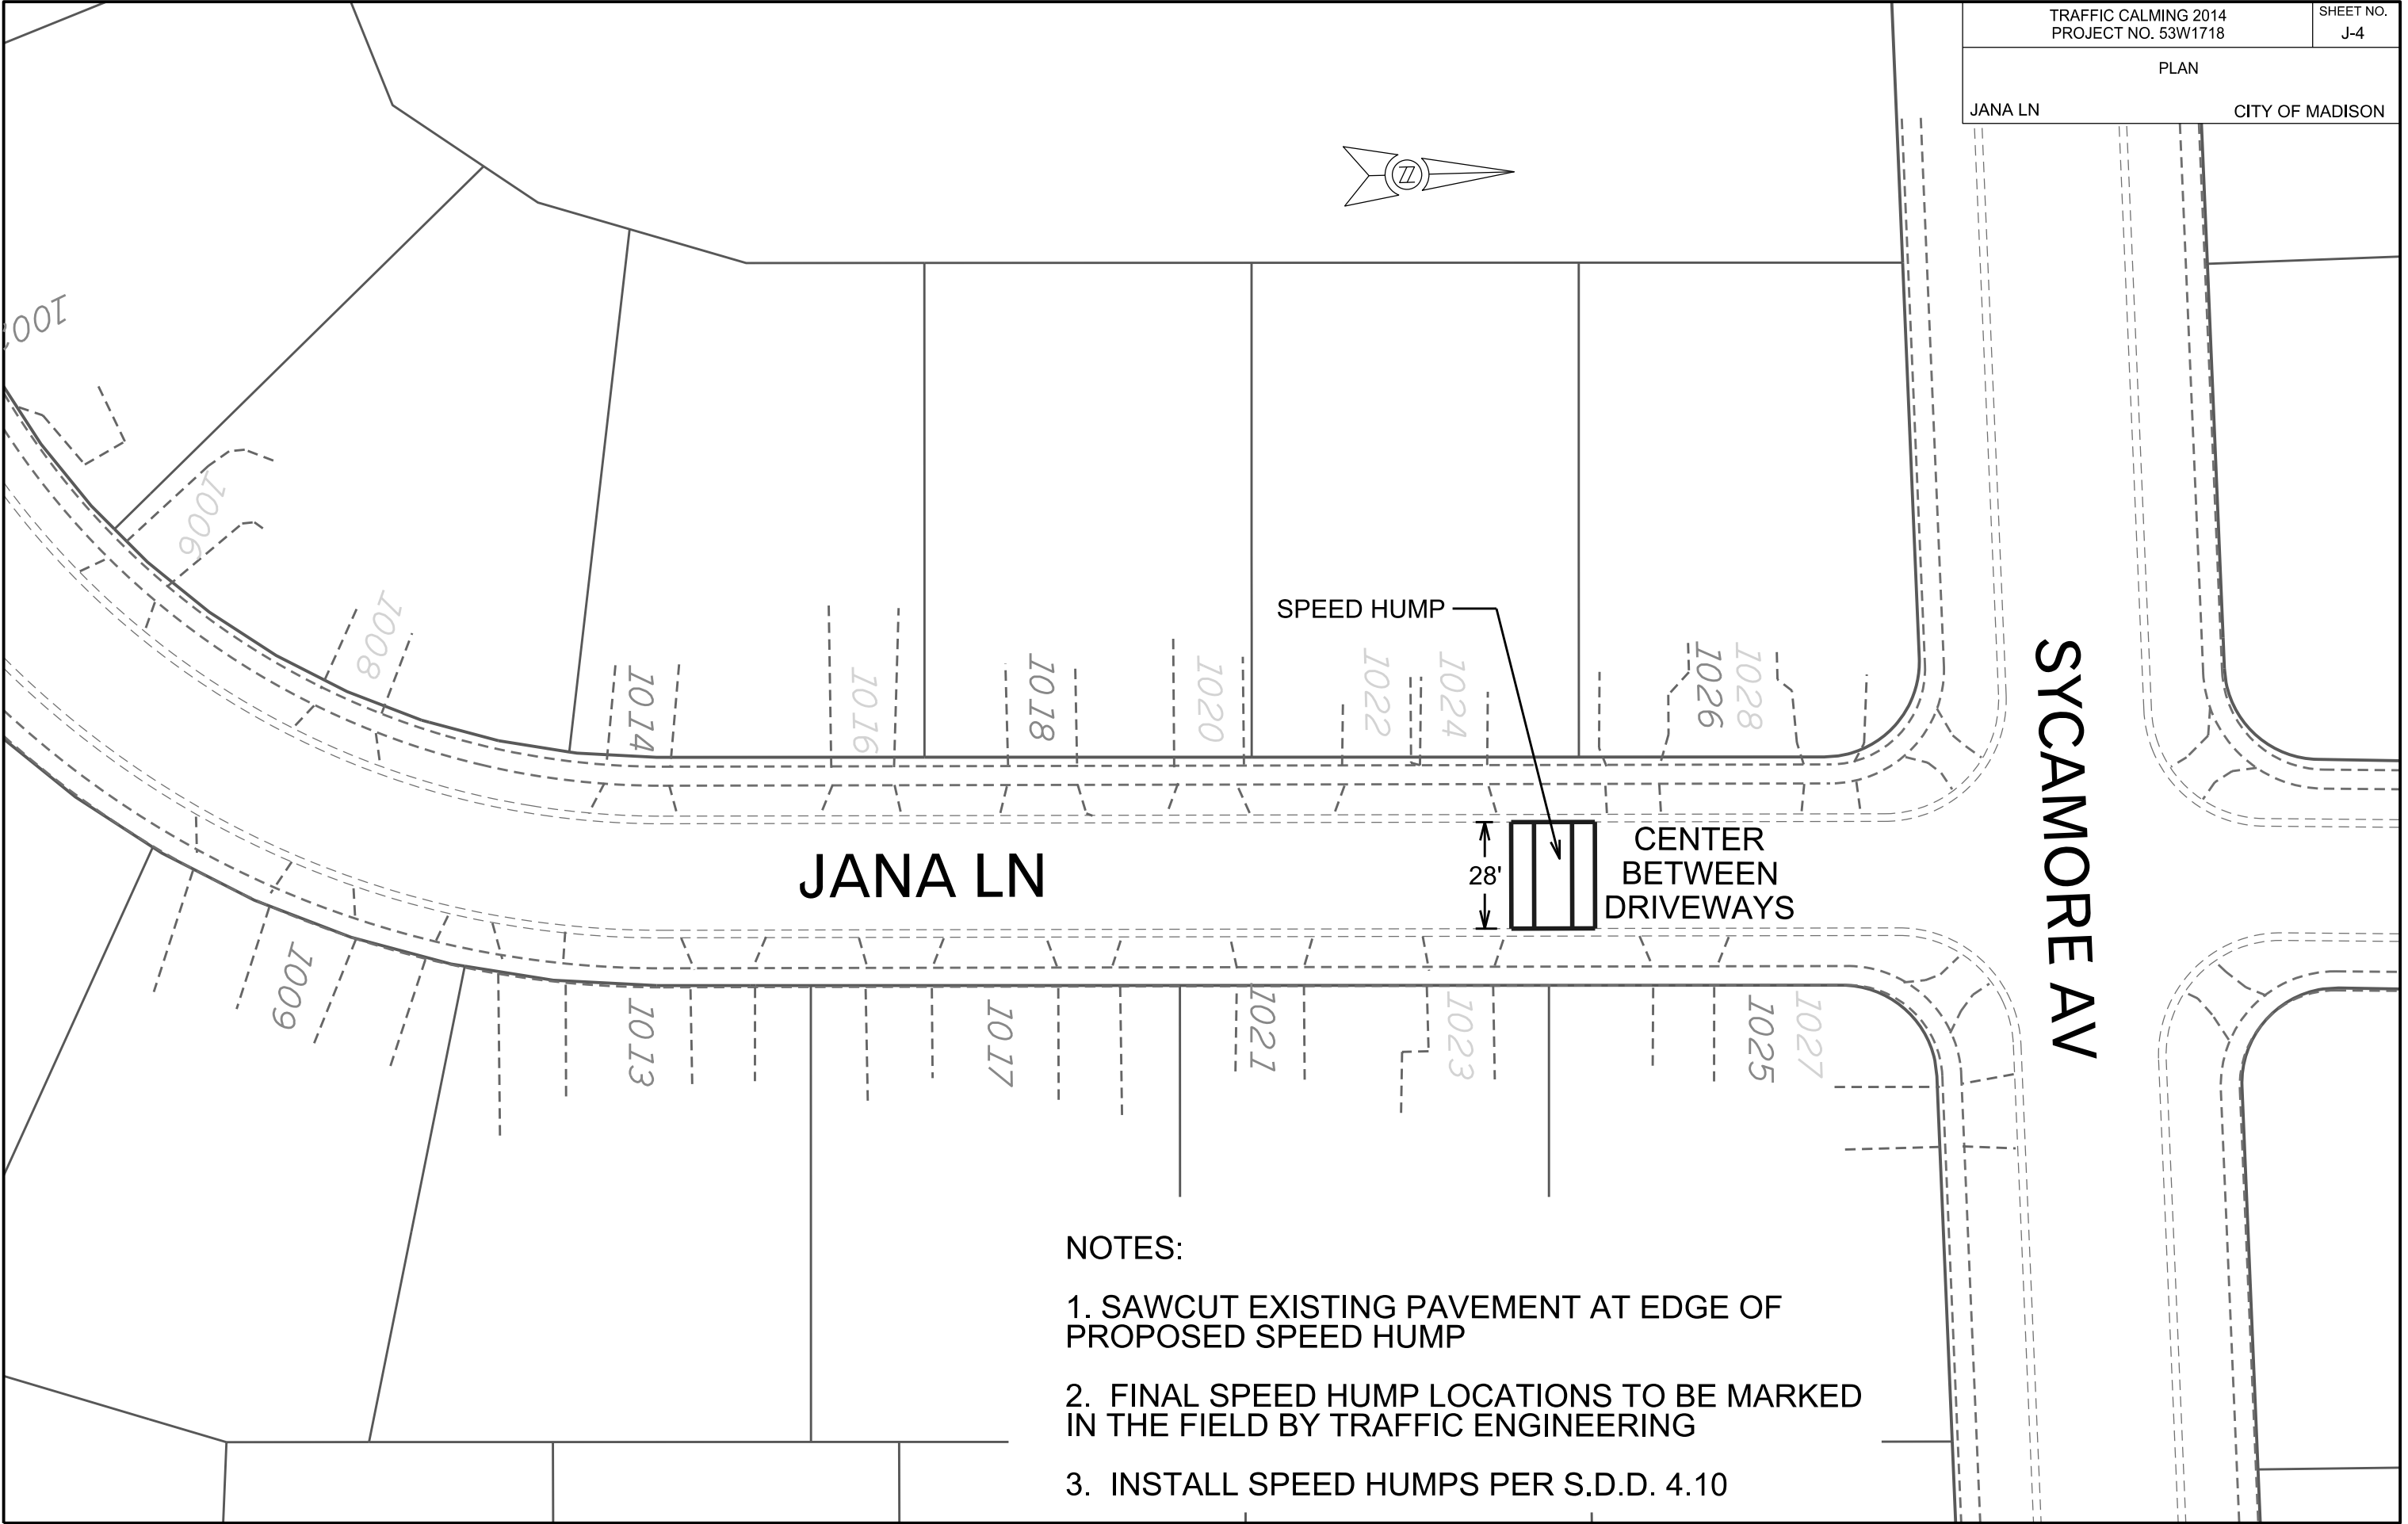 TRAFFIC CALMING 2014
PROJECT NO. 53W1718
SHEET NO.
J-4
PLAN
JANA LN
CITY OF MADISON
1006
1008
1014
1016
1018
1020
1022
1024
1026
1028
SPEED HUMP
28'
CENTER
BETWEEN
DRIVEWAYS
JANA LN
SYCAMORE AV
1009
1013
1017
1021
1023
1025
1027
NOTES:
1. SAWCUT EXISTING PAVEMENT AT EDGE OF
PROPOSED SPEED HUMP
2. FINAL SPEED HUMP LOCATIONS TO BE MARKED
IN THE FIELD BY TRAFFIC ENGINEERING
3. INSTALL SPEED HUMPS PER S.D.D. 4.10